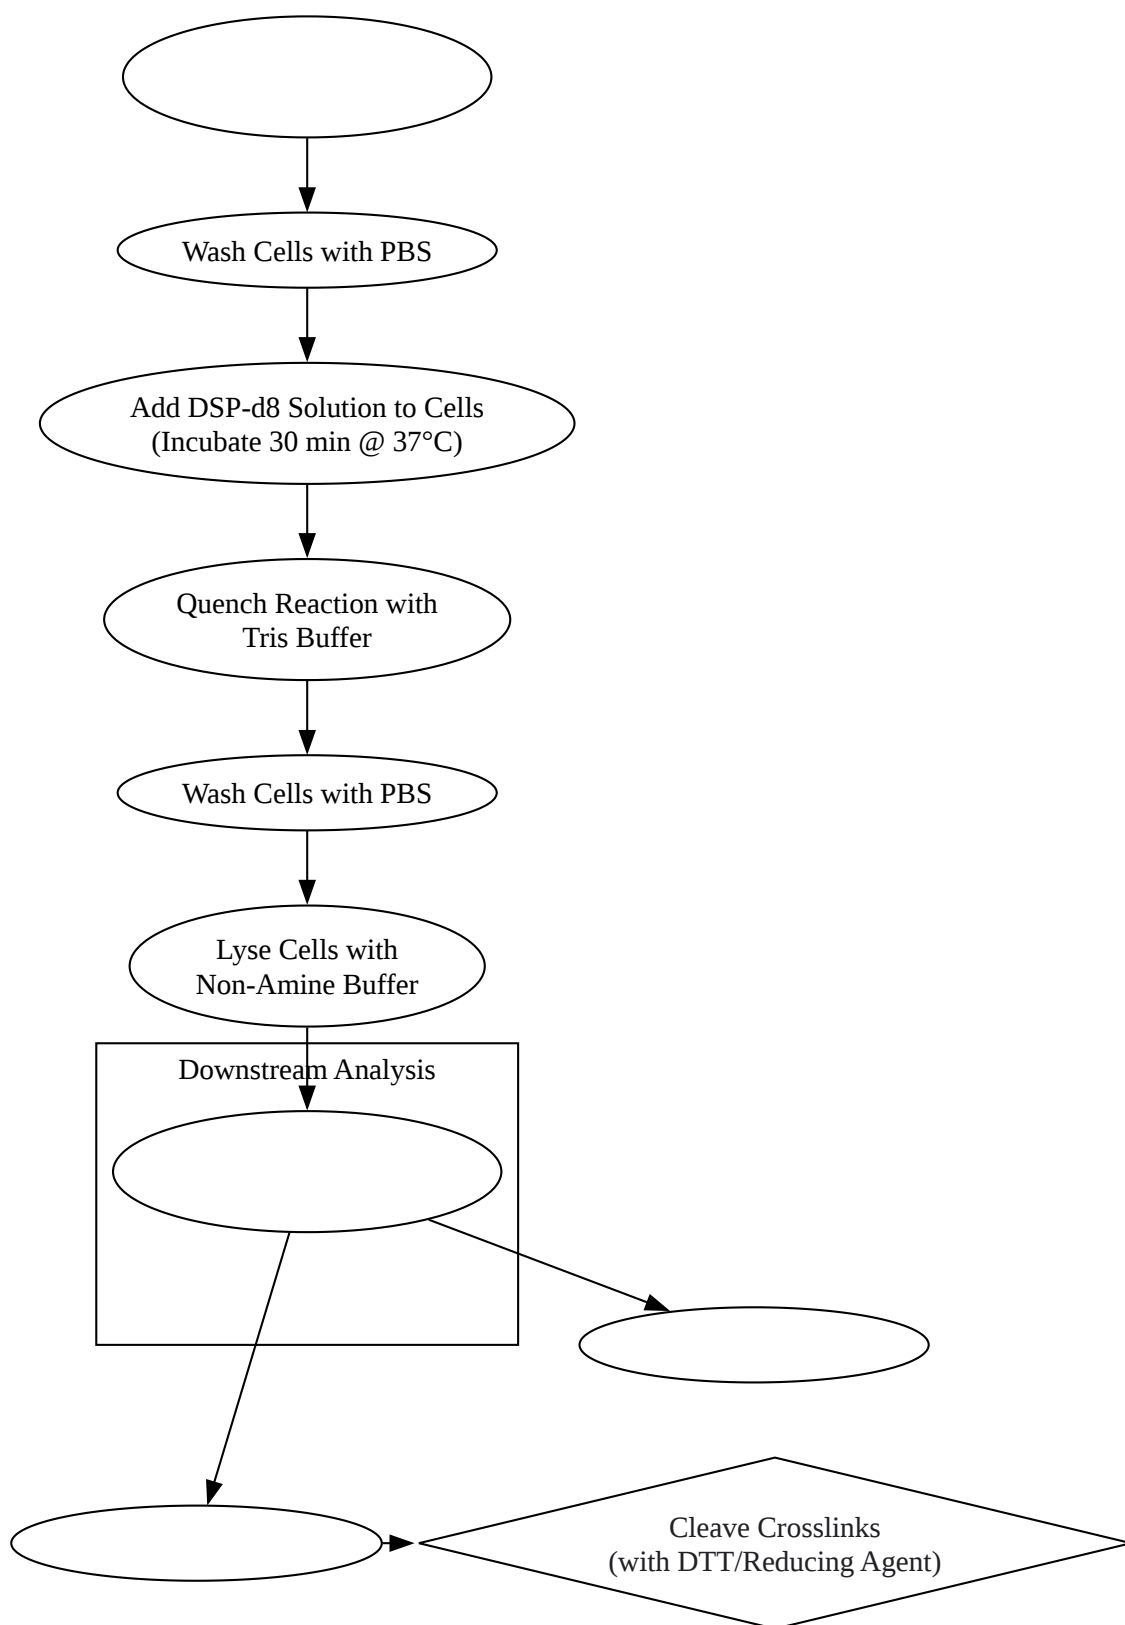 Wash Cells with PBS
Add DSP-d8 Solution to Cells
(Incubate 30 min @ 37°C)
Quench Reaction with
Tris Buffer
Wash Cells with PBS
Lyse Cells with
Non-Amine Buffer
Downstream Analysis
Cleave Crosslinks
(with DTT/Reducing Agent)